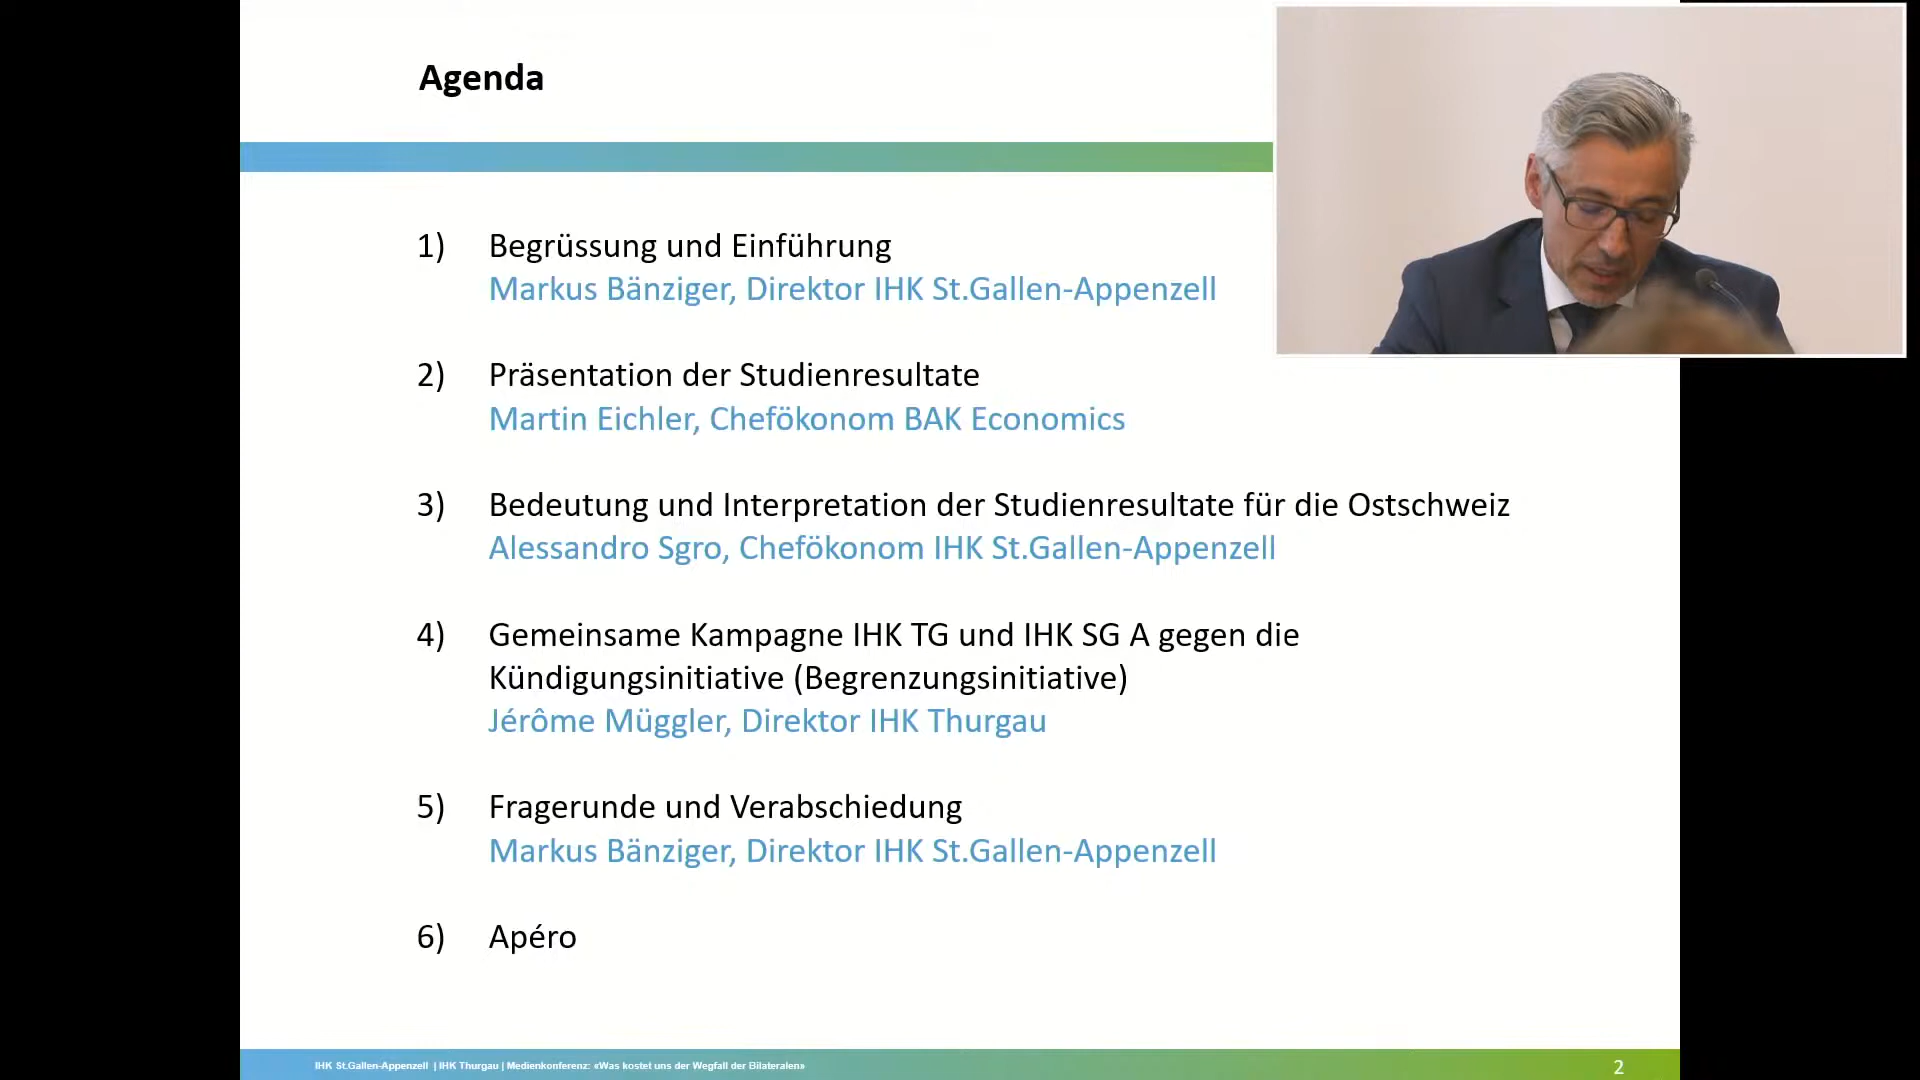 Agenda
1) Begrüssung und Einführung
Markus Bänziger, Direktor IHK St.Gallen-Appenzell
2) Präsentation der Studienresultate
Martin Eichler, Chefökonom BAK Economics
3) Bedeutung und Interpretation der Studienresultate für die Ostschweiz
Alessandro Sgro, Chefökonom IHK St.Gallen-Appenzell
4) Gemeinsame Kampagne IHK TG und IHK SG A gegen die
Kündigungsinitiative (Begrenzungsinitiative)
Jérôme Müggler, Direktor IHK Thurgau
5) Fragerunde und Verabschiedung
Markus Bänziger, Direktor IHK St.Gallen-Appenzell
6) Apéro
IHK St.Gallen-Appenzell | IHK Thurgau | Medienkonferenz: «Was kostet uns der Wegfall der Bilateralen»
2